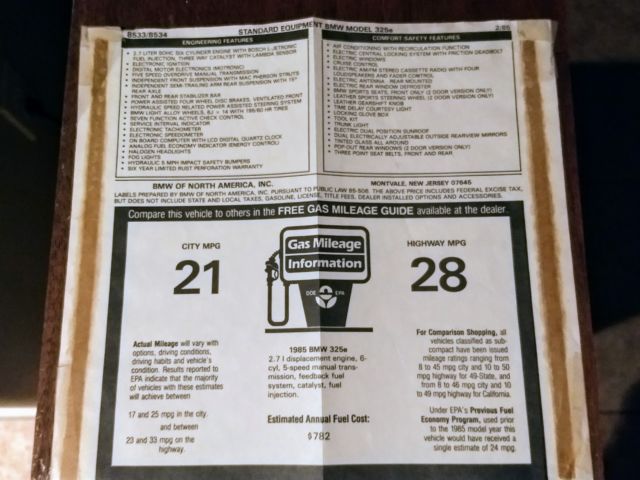 8533/8534 STANDARD EQUIPMENT BMW MODEL 325e 2/85
ENGINEERING FEATURES
• 2.7 LITER SOHC SIX CYLINDER ENGINE WITH BOSCH L-JETRONIC
FUEL INJECTION, THREE WAY CATALYST WITH LAMBDA SENSOR
• ELECTRONIC IGNITION
• DIGITAL MOTOR ELECTRONICS (MOTRONIC)
• FIVE SPEED OVERDRIVE MANUAL TRANSMISSION
• INDEPENDENT FRONT SUSPENSION WITH MAC PHERSON STRUTS
• INDEPENDENT SEMI-TRAILING ARM REAR SUSPENSION WITH 15°
REAR AXLE
• FRONT AND REAR STABILIZER BAR
• POWER ASSISTED FOUR WHEEL DISC BRAKES, VENTILATED FRONT
• HYDRAULIC SPEED RELATED POWER ASSISTED STEERING SYSTEM
• BMW LIGHT ALLOY WHEELS, 14 WITH 195/60 HR TIRES
• SEVEN FUNCTION ACTIVE CHECK CONTROL
• SERVICE INTERVAL INDICATOR
• ELECTRONIC TACHOMETER
• ELECTRONIC SPEEDOMETER
• ON BOARD COMPUTER WITH LCD DIGITAL QUARTZ CLOCK
• ANALOG FUEL ECONOMY INDICATOR (ENERGY CONTROL)
• HALOGEN HEADLIGHTS
• FOG LIGHTS
• HYDRAULIC 5 MPH IMPACT SAFETY BUMPERS
• SIX YEAR LIMITED RUST PERFORATION WARRANTY
COMFORT SAFETY FEATURES
• AIR CONDITIONING WITH RECIRCULATION FUNCTION
• ELECTRIC CENTRAL LOCKING SYSTEM WITH FRICTION DEADBOLT
• ELECTRIC WINDOWS
• CRUISE CONTROL
• ELECTRIC AM/FM STEREO CASSETTE RADIO WITH FOUR
LOUDSPEAKERS AND FADER CONTROL
• ELECTRIC ANTENNA - REAR MOUNTED
• ELECTRIC REAR WINDOW DEFROSTER
• BMW SPORTS SEATS, FRONT ONLY (2 DOOR VERSION ONLY)
• LEATHER SPORTS STEERING WHEEL (2 DOOR VERSION ONLY)
• LEATHER GEARSHIFT KNOB
• TIME DELAY COURTESY LIGHT
• LOCKING GLOVE BOX
• TOOL KIT
• TRUNK LIGHT
• ELECTRIC DUAL POSITION SUNROOF
• DUAL ELECTRICALLY ADJUSTABLE OUTSIDE REARVIEW MIRRORS
• TINTED GLASS ALL AROUND
• POP-OUT REAR WINDOWS (2 DOOR VERSION ONLY)
• THREE POINT SEAT BELTS, FRONT AND REAR
BMW OF NORTH AMERICA, INC. MONTVALE, NEW JERSEY 07645
LABELS PREPARED BY BMW OF NORTH AMERICA, INC. PURSUANT TO PUBLIC LAW 85-506. THE ABOVE PRICE INCLUDES FEDERAL EXCISE TAX,
BUT DOES NOT INCLUDE STATE AND LOCAL TAXES, GASOLINE, LICENSE, TITLE FEES, DEALER INSTALLED OPTIONS AND ACCESSORIES.
Compare this vehicle to others in the FREE GAS MILEAGE GUIDE available at the dealer.
CITY MPG
21
Gas Mileage
Information
DOE EPA
HIGHWAY MPG
28
Actual Mileage will vary with
options, driving conditions,
driving habits and vehicle's
condition. Results reported to
EPA indicate that the majority
of vehicles with these estimates
will achieve between
17 and 25 mpg in the city
and between
23 and 33 mpg on the
highway.
1985 BMW 325e
2.7 l displacement engine, 6-
cyl, 5-speed manual trans-
mission, feedback fuel
system, catalyst, fuel
injection.
Estimated Annual Fuel Cost:
$782
For Comparison Shopping, all
vehicles classified as sub-
compact have been issued
mileage ratings ranging from
8 to 45 mpg city and 10 to 50
mpg highway for 49-State, and
from 8 to 46 mpg city and 10
to 49 mpg highway for California.
Under EPA's Previous Fuel
Economy Program, used prior
to the 1985 model year this
vehicle would have received a
single estimate of 24 mpg.